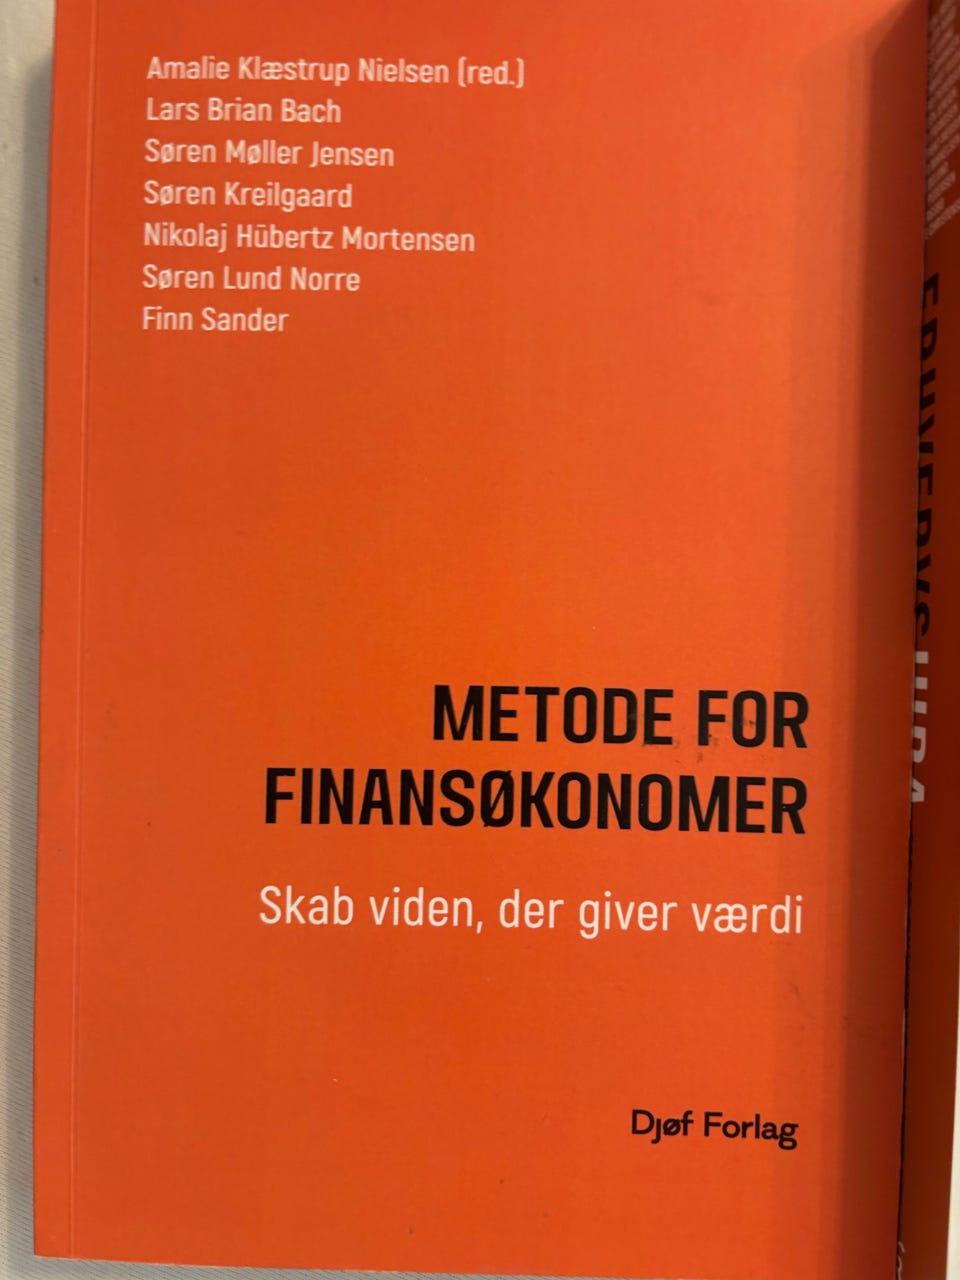 Amalie Klæstrup Nielsen (red.)
Lars Brian Bach
Søren Møller Jensen
Søren Kreilgaard
Nikolaj Hübertz Mortensen
Søren Lund Norre
Finn Sander
METODE FOR
FINANSØKONOMER
Skab viden, der giver værdi
Djøf Forlag
ERHVERVSJURA